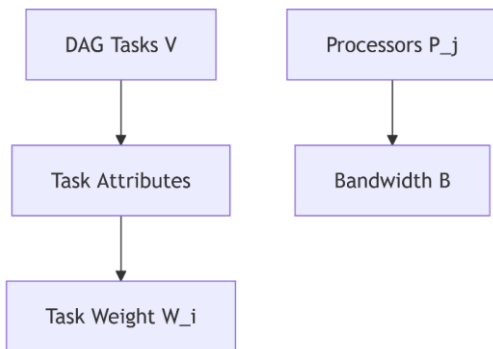 DAG Tasks V
Processors P_j
Task Attributes
Bandwidth B
Task Weight W_i